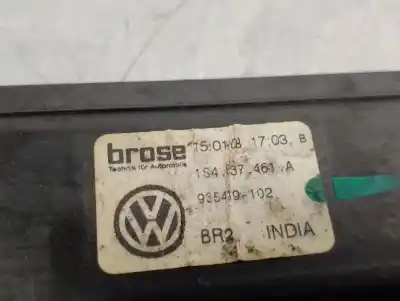 brose
Technik für Automobile
15.01.08 17:03 B
1S4.837.461.A
935419-102
BR2 INDIA